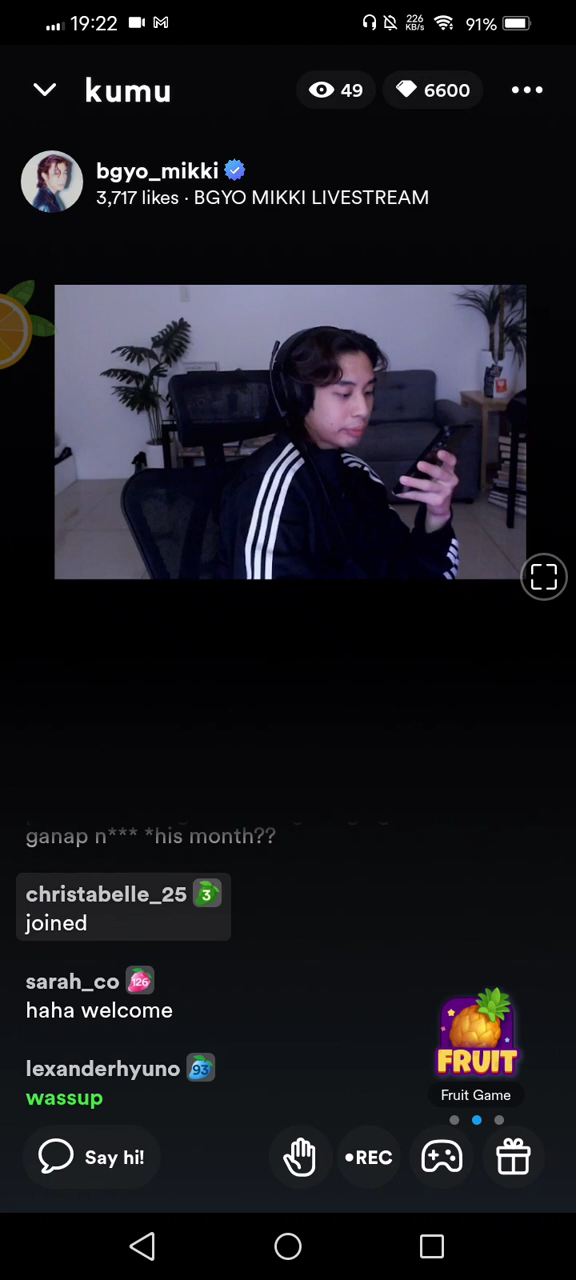 19:22
226
KB/s
91%
kumu
49
6600
bgyo_mikki
3,717 likes · BGYO MIKKI LIVESTREAM
ganap n*** *his month??
christabelle_25 3
joined
sarah_co 126
haha welcome
lexanderhyuno 93
wassup
FRUIT
Fruit Game
Say hi!
•REC